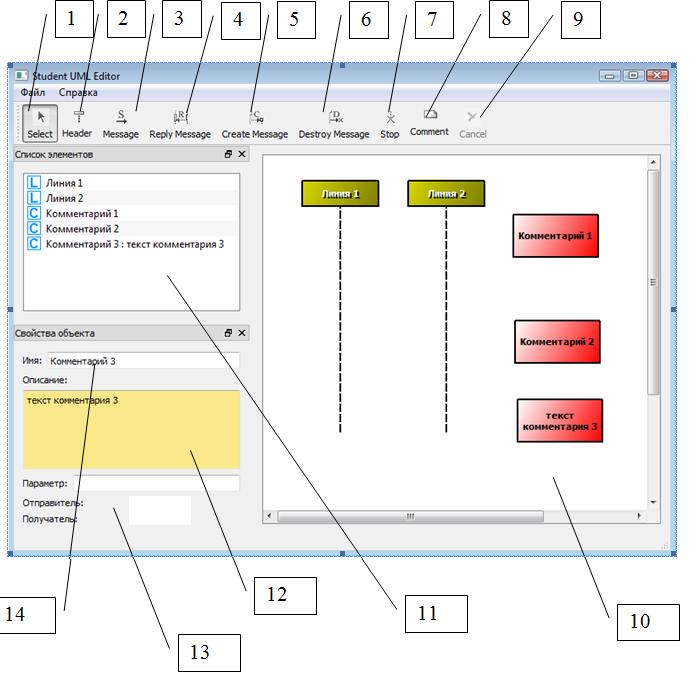 1 2 3 4 5 6 7 8 9
Student UML Editor
Файл Справка
S R C D
Select Header Message Reply Message Create Message Destroy Message Stop Comment Cancel
Список элементов
L Линия 1
L Линия 2
C Комментарий 1
C Комментарий 2
C Комментарий 3 : текст комментария 3
Свойства объекта
Имя: Комментарий 3
Описание:
текст комментария 3
Параметр:
Отправитель:
Получатель:
Линия 1 Линия 2
Комментарий 1
Комментарий 2
текст
комментария 3
14 13 12 11 10